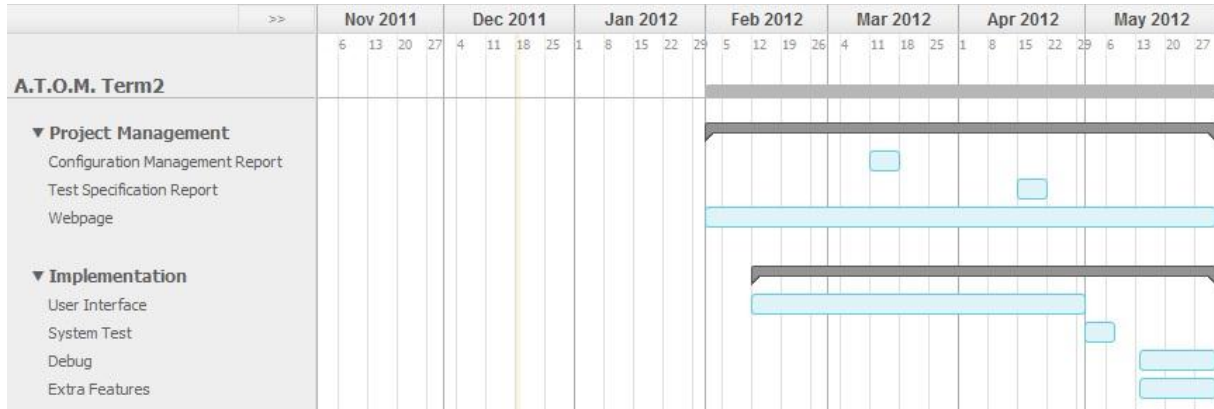 >> Nov 2011 Dec 2011 Jan 2012 Feb 2012 Mar 2012 Apr 2012 May 2012
6 13 20 27 4 11 18 25 1 8 15 22 29 5 12 19 26 4 11 18 25 1 8 15 22 29 6 13 20 27
A.T.O.M. Term2
▼ Project Management
Configuration Management Report
Test Specification Report
Webpage
▼ Implementation
User Interface
System Test
Debug
Extra Features